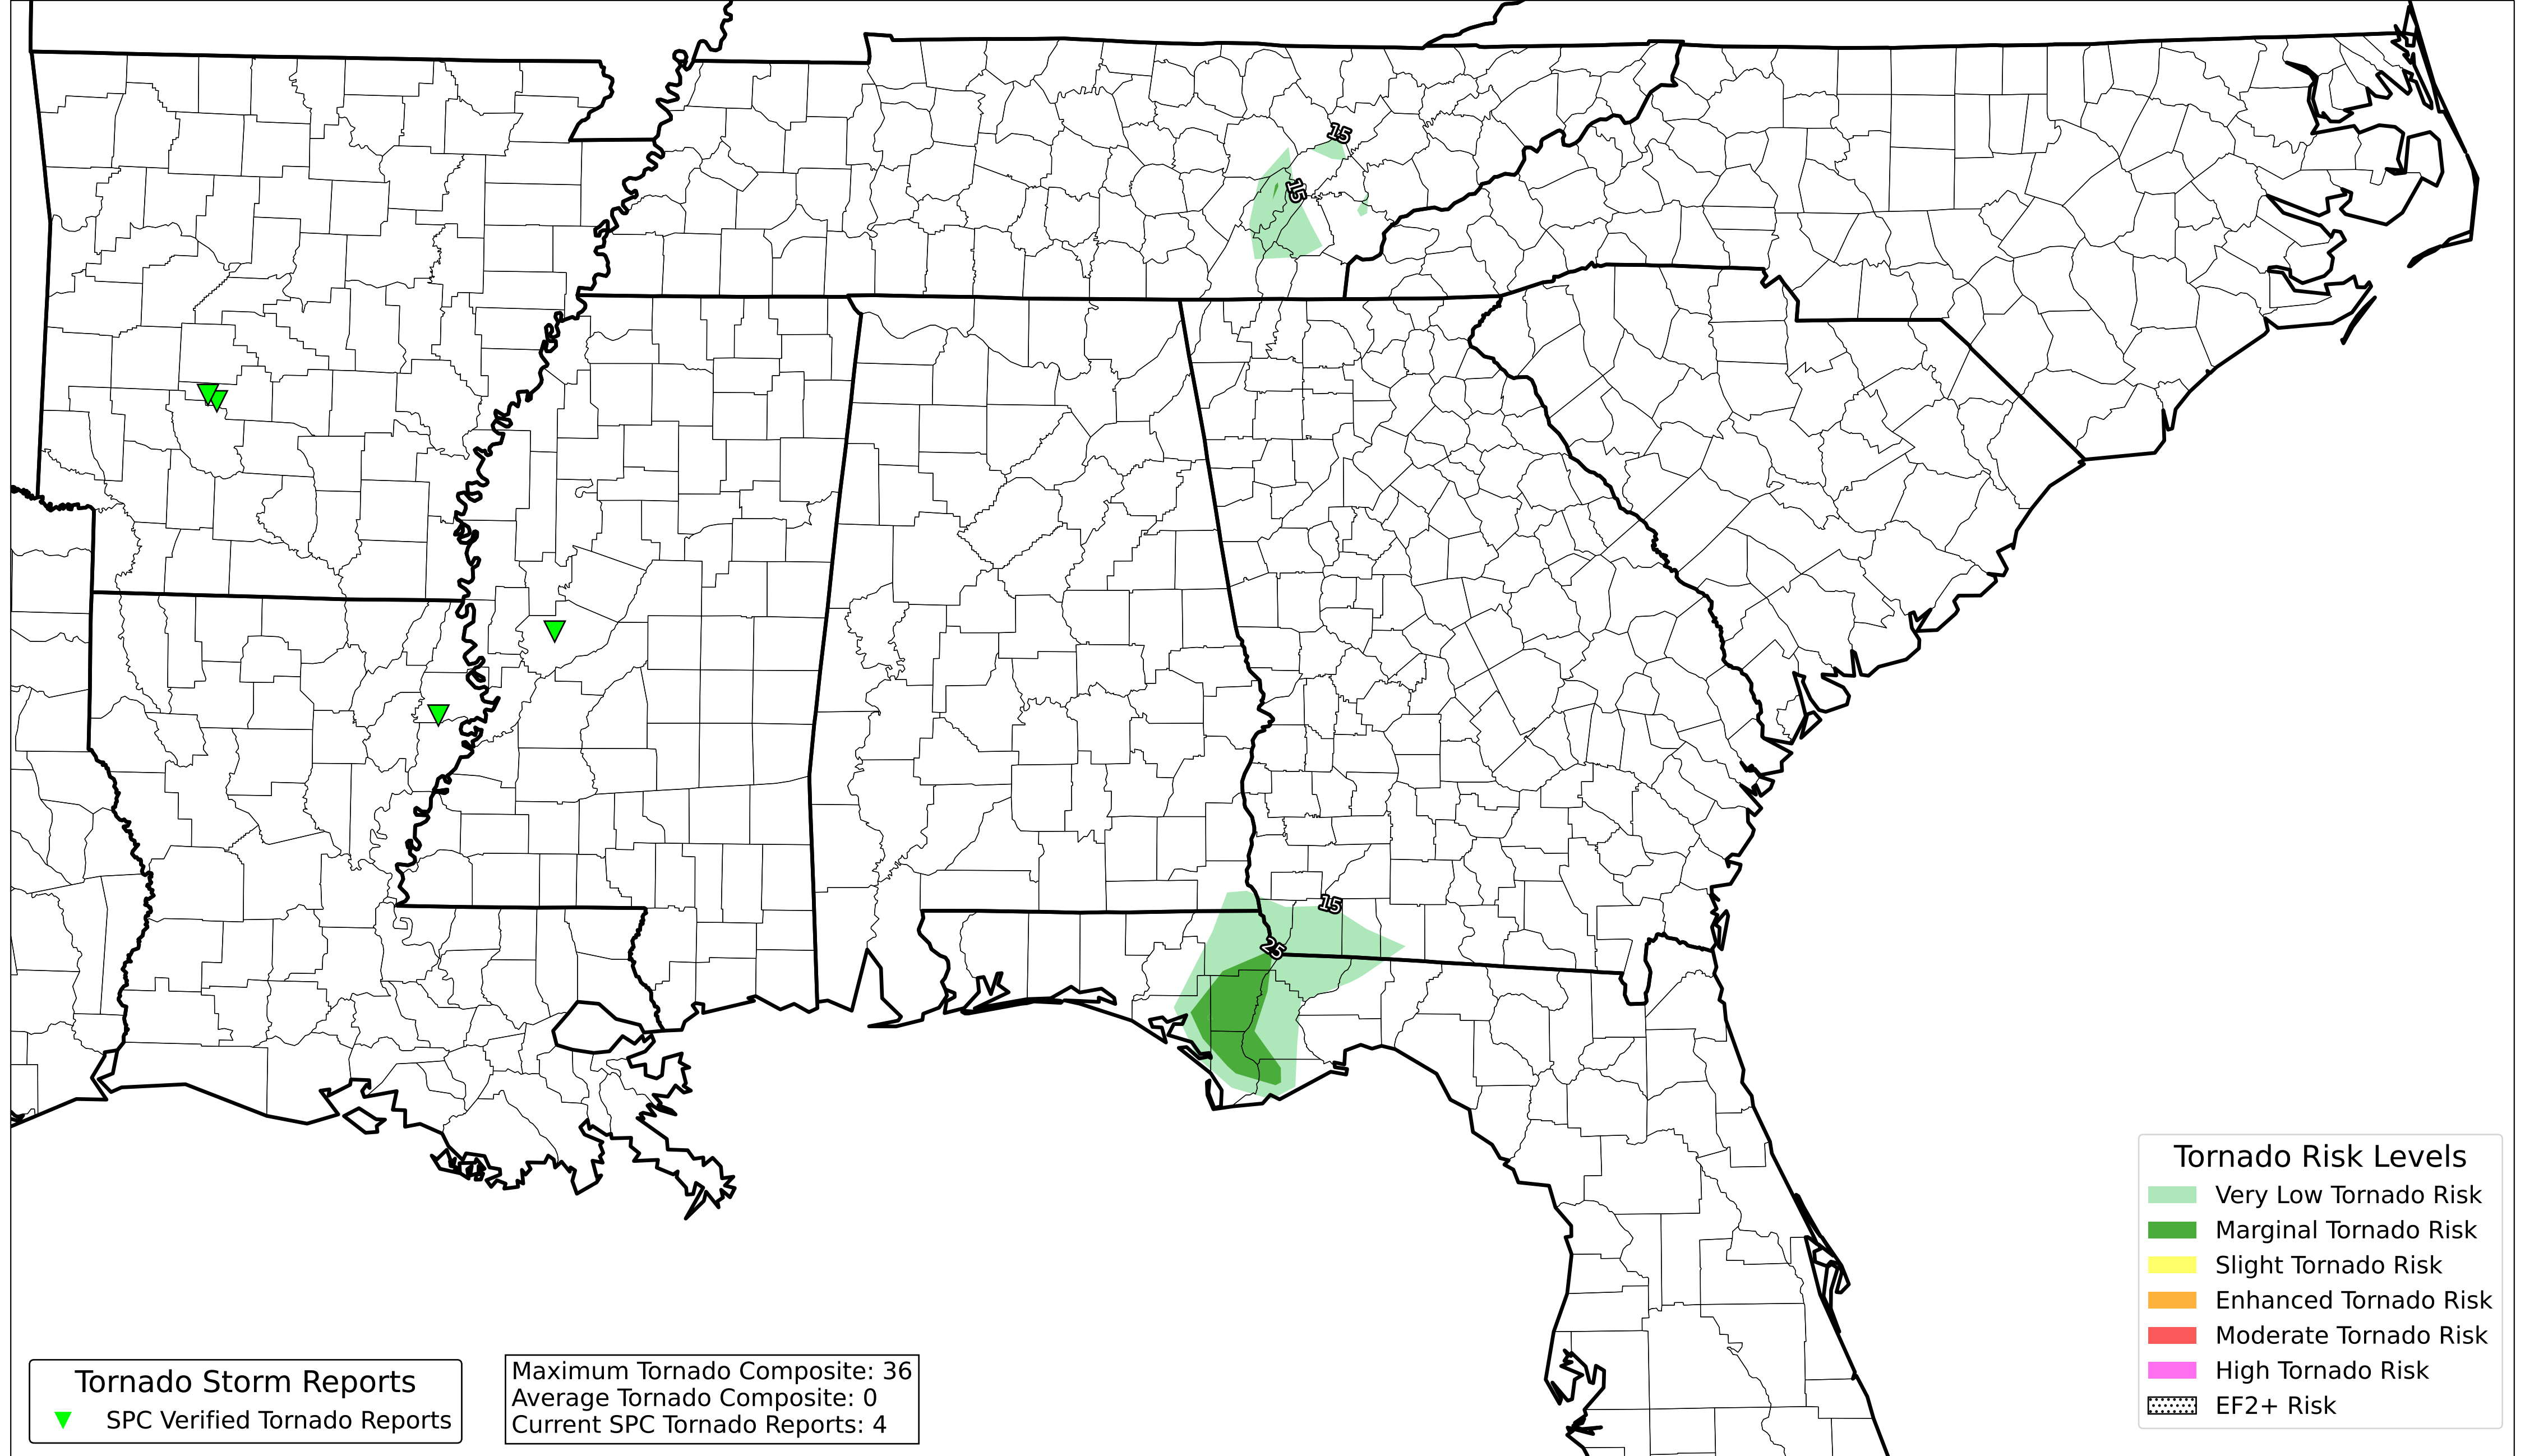 15
15
15
25
Tornado Risk Levels
Very Low Tornado Risk
Marginal Tornado Risk
Slight Tornado Risk
Enhanced Tornado Risk
Moderate Tornado Risk
High Tornado Risk
EF2+ Risk
Tornado Storm Reports
SPC Verified Tornado Reports
Maximum Tornado Composite: 36
Average Tornado Composite: 0
Current SPC Tornado Reports: 4